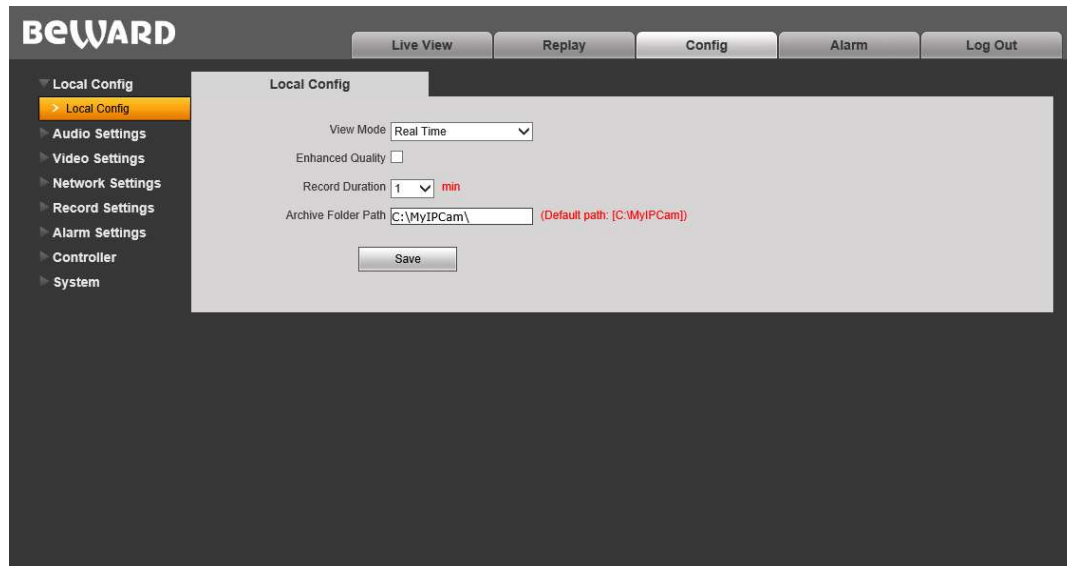 BEWARD
Live View Replay Config Alarm Log Out
Local Config
> Local Config
Audio Settings
Video Settings
Network Settings
Record Settings
Alarm Settings
Controller
System
Local Config
View Mode Real Time
Enhanced Quality
Record Duration 1 min
Archive Folder Path C:\MyIPCam\ (Default path: [C:\MyIPCam])
Save